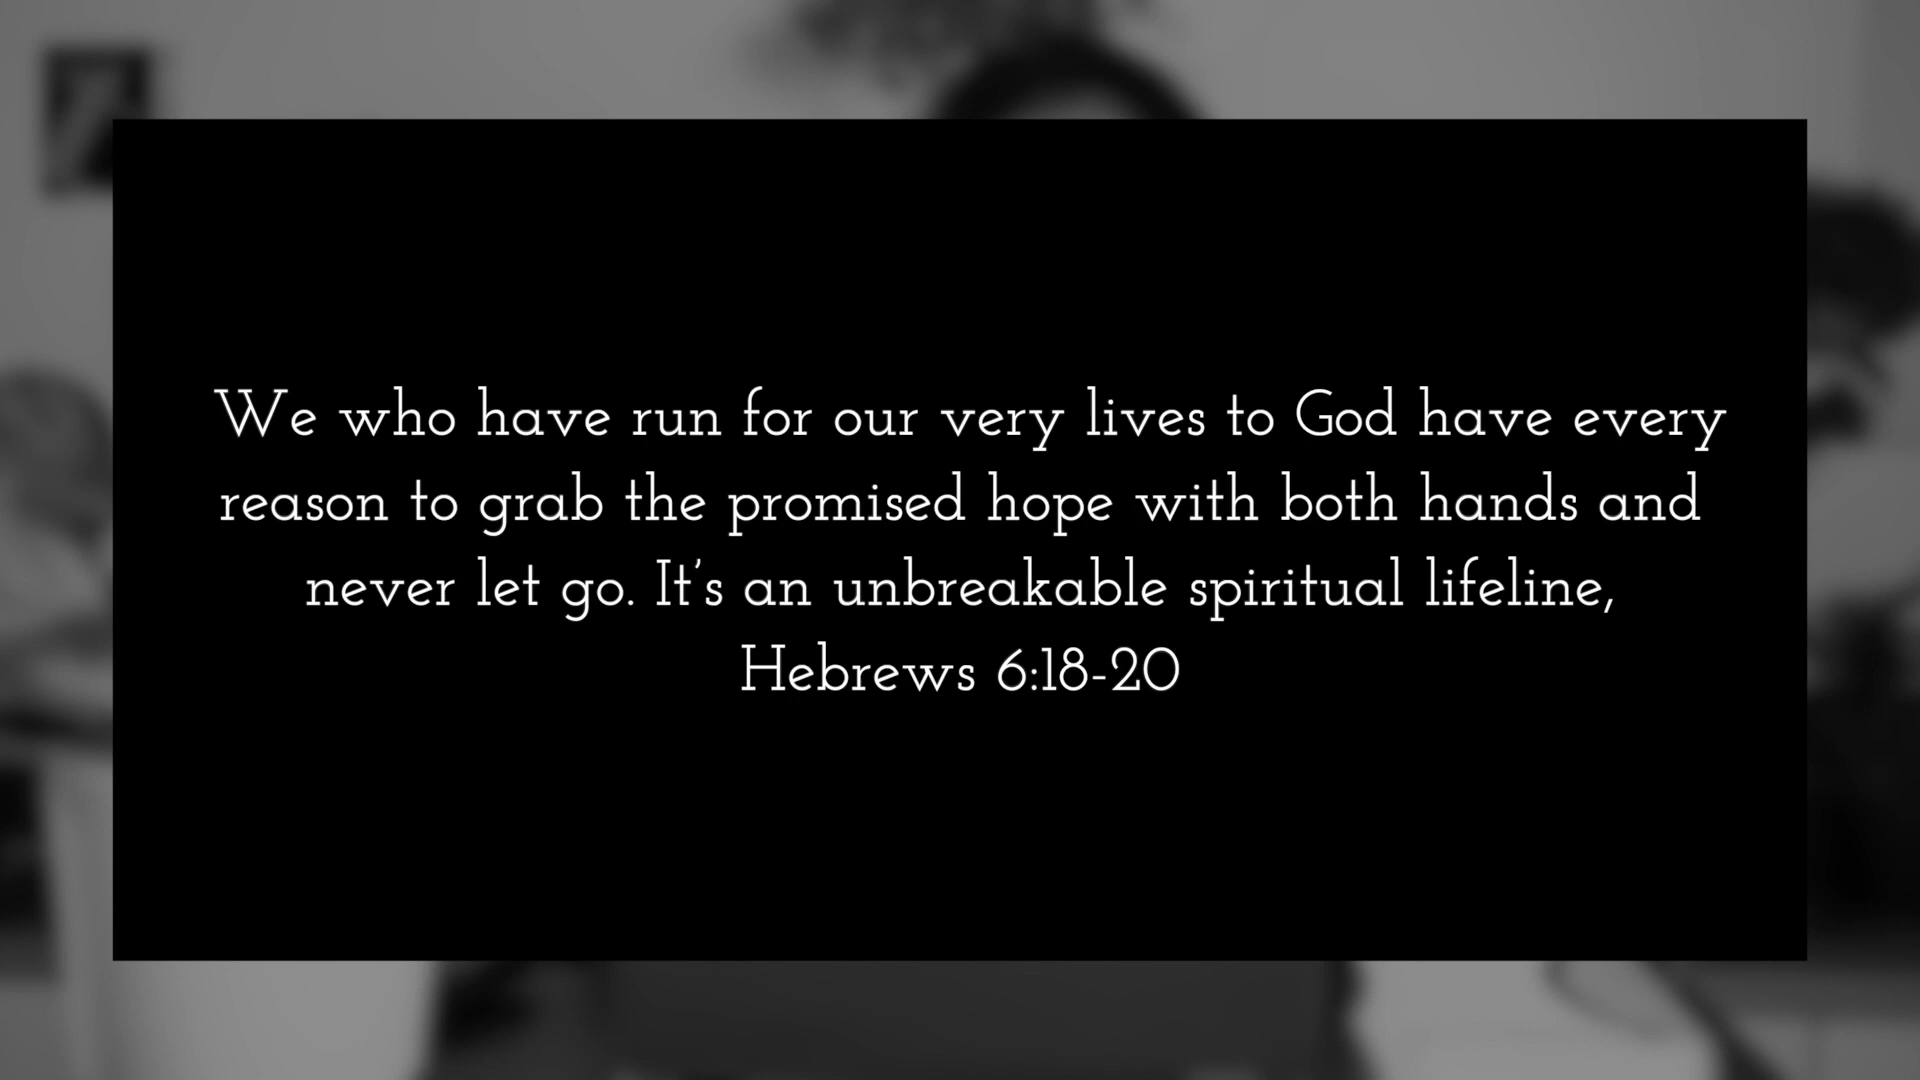 We who have run for our very lives to God have every
reason to grab the promised hope with both hands and
never let go. It's an unbreakable spiritual lifeline,
Hebrews 6:18-20